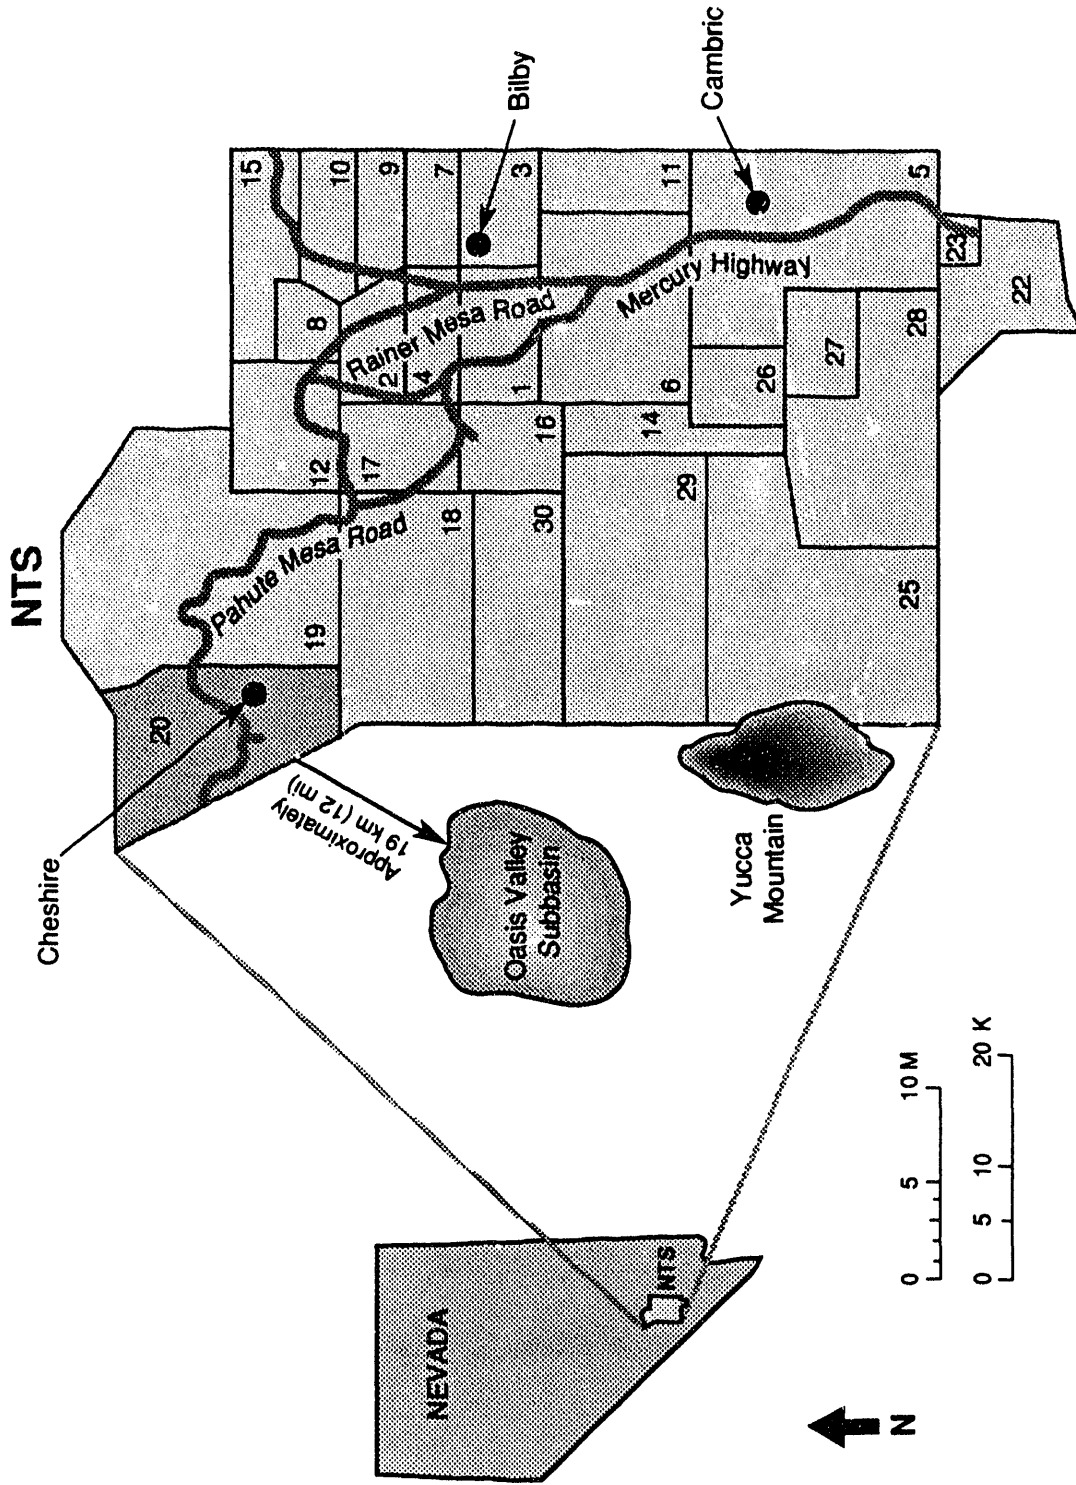 NTS
Cheshire
20
19
Pahute Mesa Road
12
17
18
30
16
14
29
25
15
10
9
7
3
8
Rainer Mesa Road
2
4
1
6
11
Mercury Highway
26
27
28
5
23
22
Bilby
Cambric
Approximately
19 km (12 mi)
Oasis Valley
Subbasin
Yucca
Mountain
NEVADA
NTS
N
0 5 10 M
0 5 10 20 K